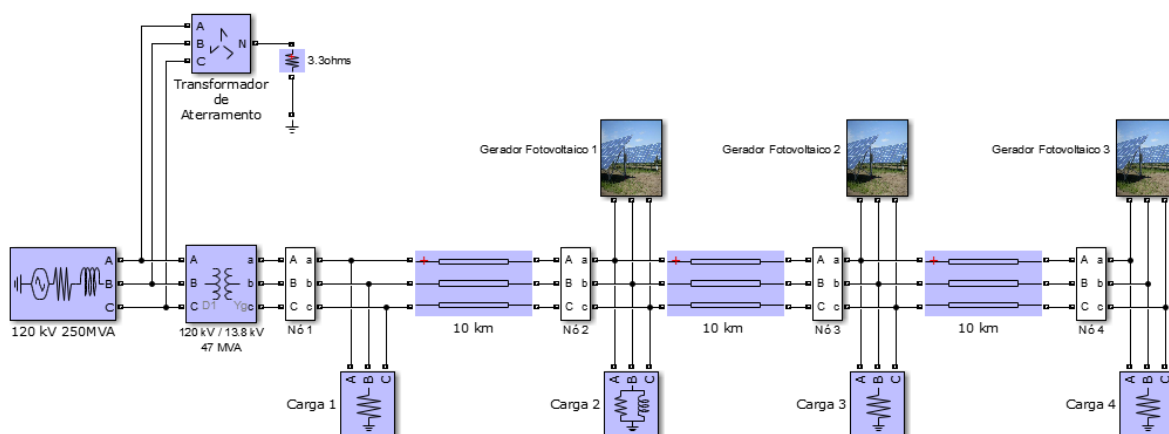 A
B
C
N
3.3ohms
Transformador
de
Aterramento
Gerador Fotovoltaico 1
Gerador Fotovoltaico 2
Gerador Fotovoltaico 3
A
B
C
120 kV 250MVA
A
B
C
D1
Yg
a
b
c
120 kV / 13.8 kV
47 MVA
A a
B b
C c
Nó 1
10 km
A a
B b
C c
Nó 2
10 km
A a
B b
C c
Nó 3
10 km
A a
B b
C c
Nó 4
A B C
Carga 1
A B C
Carga 2
A B C
Carga 3
A B C
Carga 4